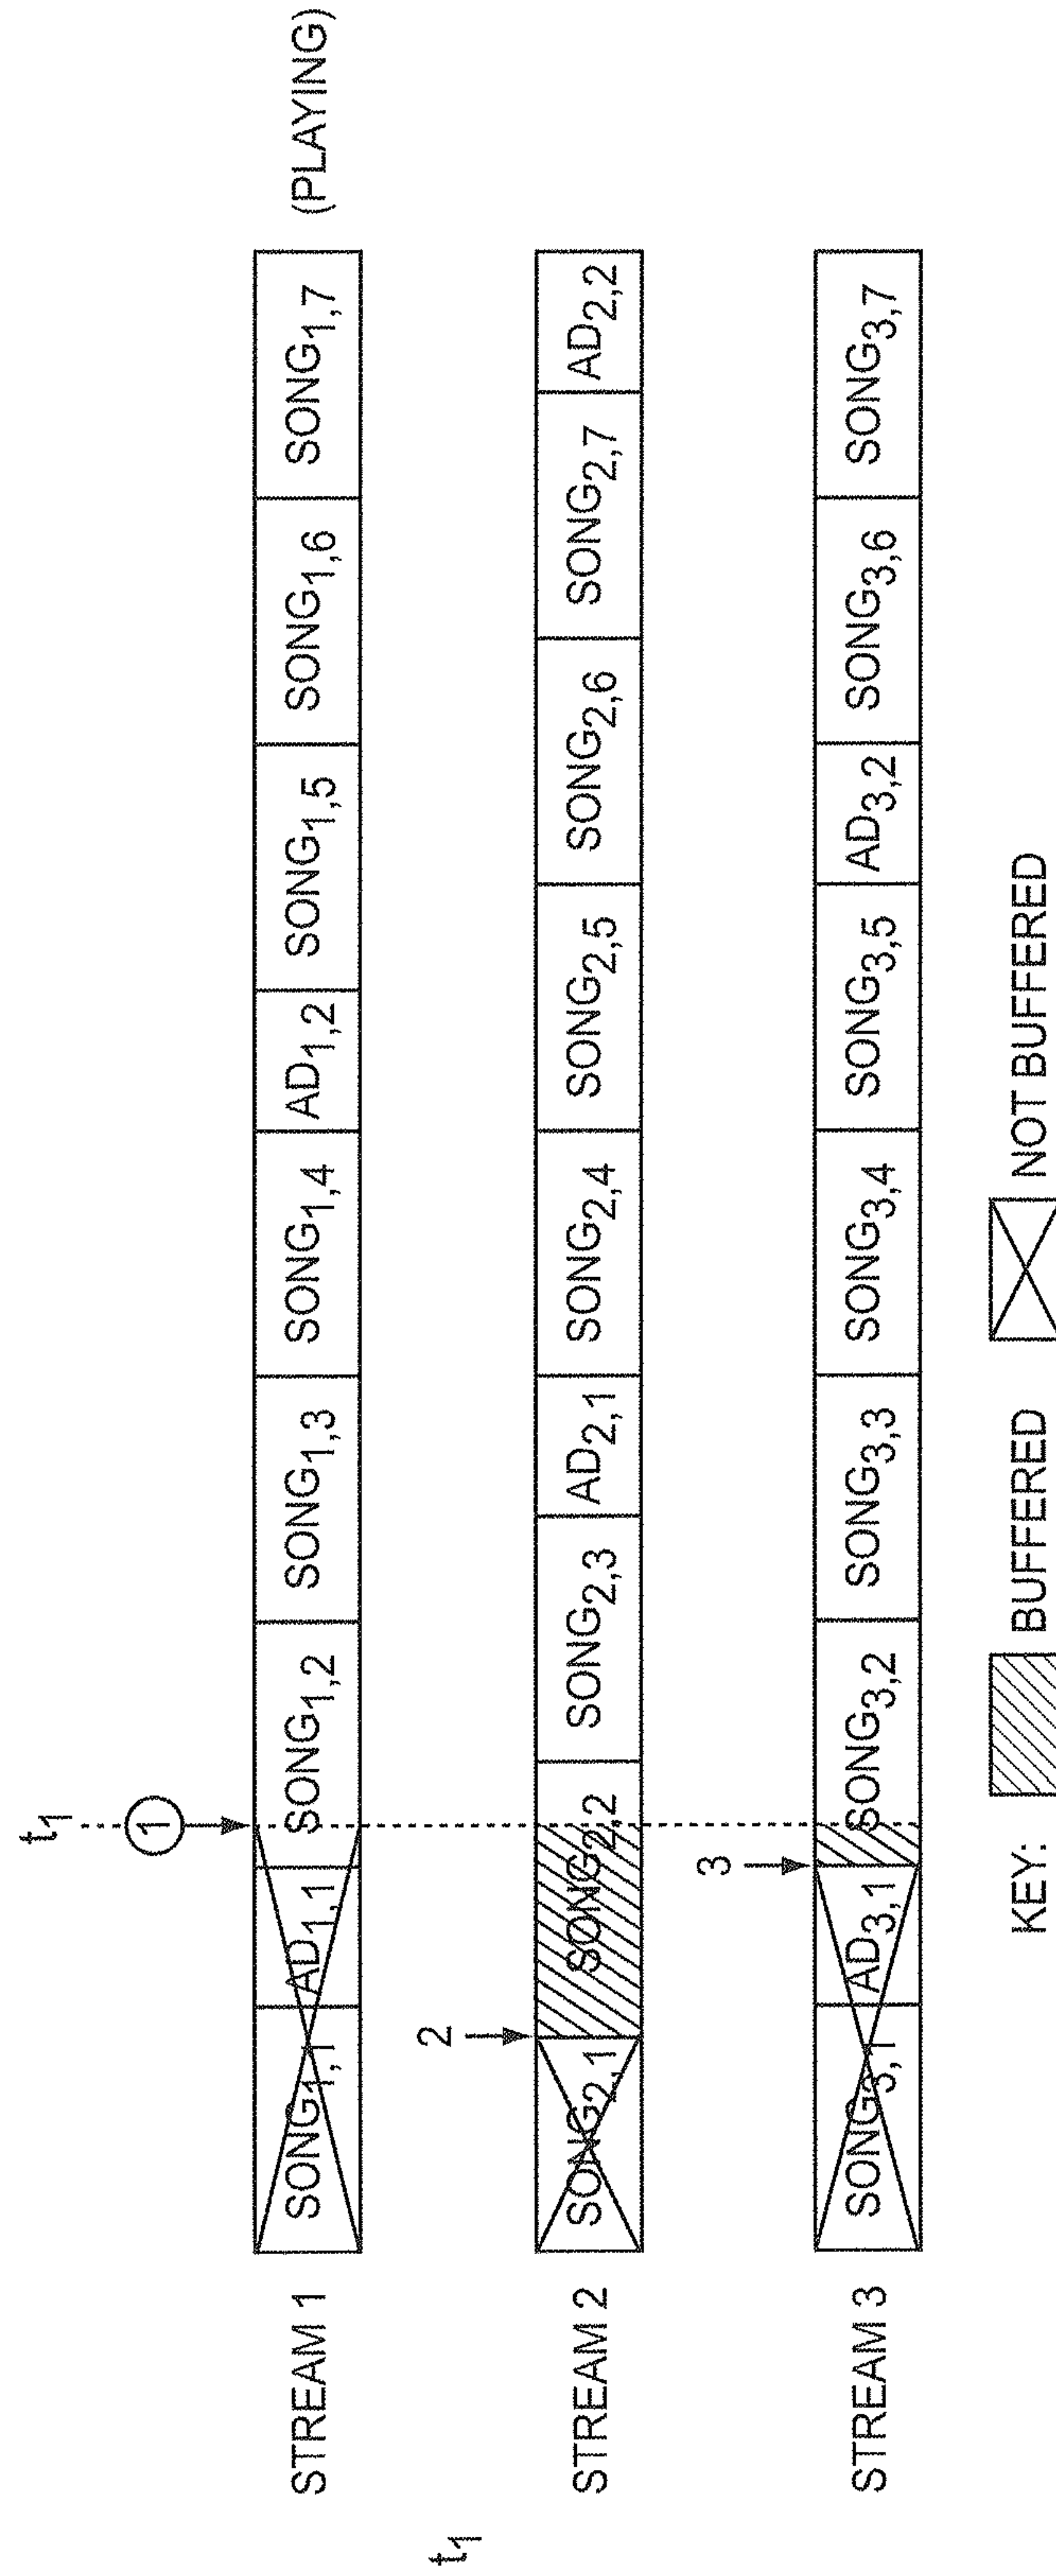 t1
1
STREAM 1 SONG1,1 AD1,1 SONG1,2 SONG1,3 SONG1,4 AD1,2 SONG1,5 SONG1,6 SONG1,7 (PLAYING)
t1
2
STREAM 2 SONG2,1 SONG2,2 SONG2,3 AD2,1 SONG2,4 SONG2,5 SONG2,6 SONG2,7 AD2,2
3
STREAM 3 SONG3,1 AD3,1 SONG3,2 SONG3,3 SONG3,4 SONG3,5 AD3,2 SONG3,6 SONG3,7
KEY: BUFFERED NOT BUFFERED